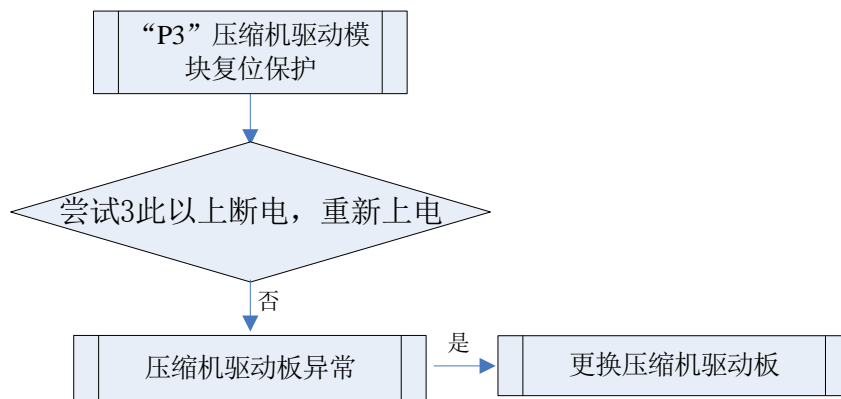 “P3”压缩机驱动模
块复位保护
尝试3此以上断电，重新上电
否
压缩机驱动板异常
是
更换压缩机驱动板